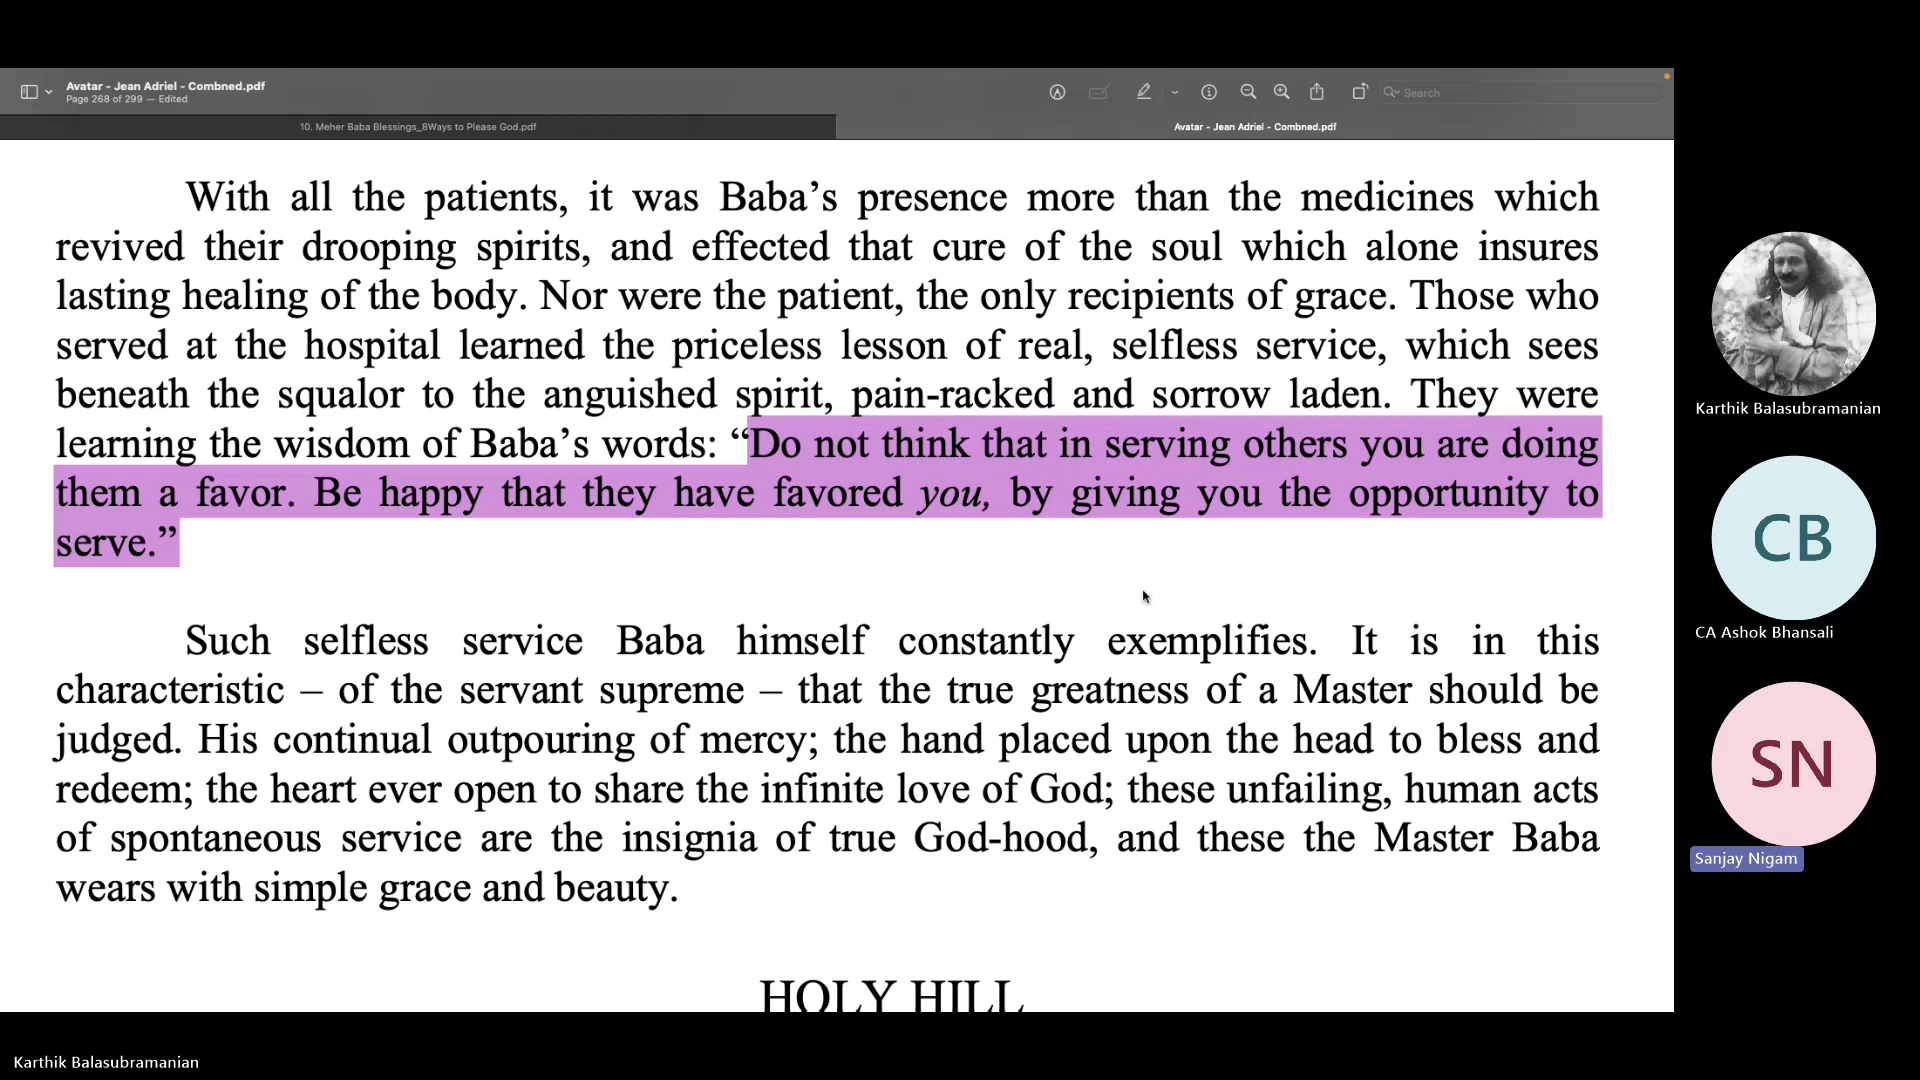 Avatar - Jean Adriel - Combned.pdf
Page 268 of 299 — Edited
Search
10. Meher Baba Blessings_8Ways to Please God.pdf
Avatar - Jean Adriel - Combned.pdf
With all the patients, it was Baba’s presence more than the medicines which
revived their drooping spirits, and effected that cure of the soul which alone insures
lasting healing of the body. Nor were the patient, the only recipients of grace. Those who
served at the hospital learned the priceless lesson of real, selfless service, which sees
beneath the squalor to the anguished spirit, pain-racked and sorrow laden. They were
learning the wisdom of Baba’s words: “Do not think that in serving others you are doing
them a favor. Be happy that they have favored you, by giving you the opportunity to
serve.”
Such selfless service Baba himself constantly exemplifies. It is in this
characteristic – of the servant supreme – that the true greatness of a Master should be
judged. His continual outpouring of mercy; the hand placed upon the head to bless and
redeem; the heart ever open to share the infinite love of God; these unfailing, human acts
of spontaneous service are the insignia of true God-hood, and these the Master Baba
wears with simple grace and beauty.
HOLY HILL
Karthik Balasubramanian
CB
CA Ashok Bhansali
SN
Sanjay Nigam
Karthik Balasubramanian